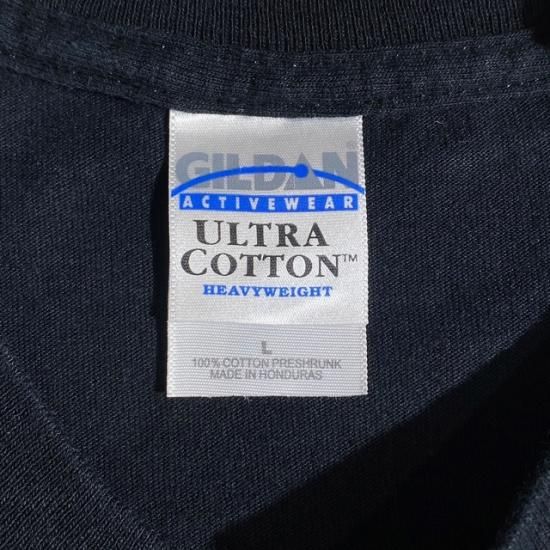 GILDAN
ACTIVEWEAR
ULTRA
COTTON™
HEAVYWEIGHT
L
100% COTTON PRESHRUNK
MADE IN HONDURAS